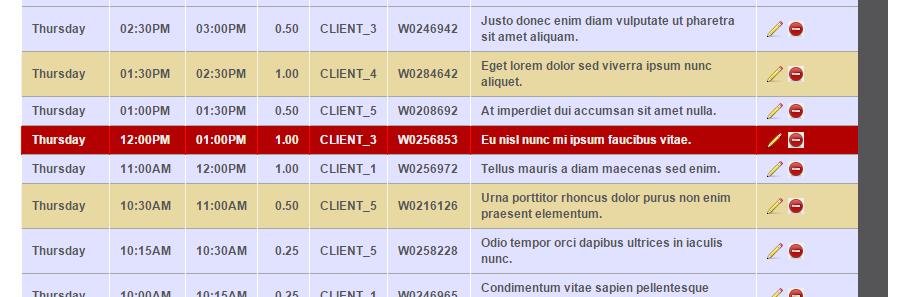 Thursday 02:30PM 03:00PM 0.50 CLIENT_3 W0246942 Justo donec enim diam vulputate ut pharetra
sit amet aliquam.
Thursday 01:30PM 02:30PM 1.00 CLIENT_4 W0284642 Eget lorem dolor sed viverra ipsum nunc
aliquet.
Thursday 01:00PM 01:30PM 0.50 CLIENT_5 W0208692 At imperdiet dui accumsan sit amet nulla.
Thursday 12:00PM 01:00PM 1.00 CLIENT_3 W0256853 Eu nisl nunc mi ipsum faucibus vitae.
Thursday 11:00AM 12:00PM 1.00 CLIENT_1 W0256972 Tellus mauris a diam maecenas sed enim.
Thursday 10:30AM 11:00AM 0.50 CLIENT_5 W0216126 Urna porttitor rhoncus dolor purus non enim
praesent elementum.
Thursday 10:15AM 10:30AM 0.25 CLIENT_5 W0258228 Odio tempor orci dapibus ultrices in iaculis
nunc.
Thursday 10:00AM 10:15AM 0.25 CLIENT_1 W0246965 Condimentum vitae sapien pellentesque